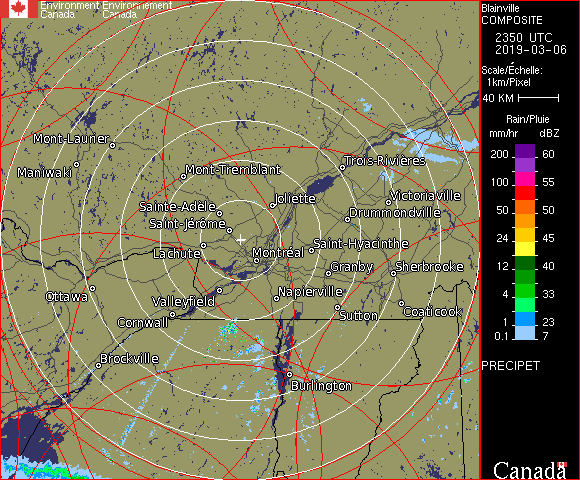 Environment Environnement
Canada Canada
Blainville
COMPOSITE
2350 UTC
2019-03-06
Scale/Échelle:
1km/Pixel
40 KM
Rain/Pluie
mm/hr dBZ
200 60
100 55
50 50
24 45
12 40
4 33
1 23
0.1 7
PRECIPET
Mont-Laurier
Maniwaki
Mont-Tremblant
Trois-Rivières
Sainte-Adèle
Joliette
Victoriaville
Saint-Jérôme
Drummondville
Lachute
Montréal
Saint-Hyacinthe
Granby
Sherbrooke
Ottawa
Valleyfield
Napierville
Cornwall
Sutton
Coaticook
Brockville
Burlington
Canada